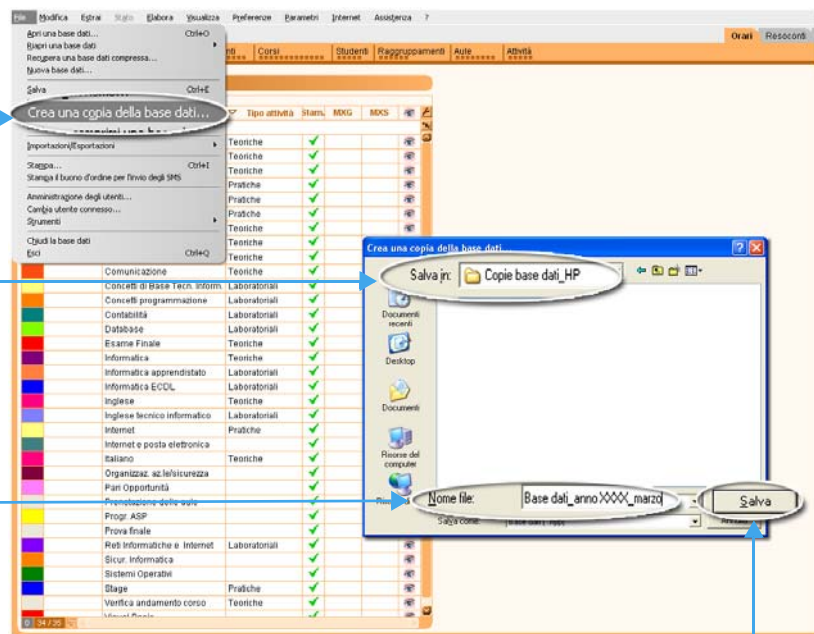 File Modifica Estrai Stato Elabora Visualizza Preferenze Parametri Internet Assistenza ?
Apri una base dati... Ctrl+O
Riapri una base dati
Recupera una base dati compressa...
Nuova base dati...
Salva Ctrl+E
Crea una copia della base dati...
Importazioni/Esportazioni
Stampa... Ctrl+I
Stampa il buono d'ordine per l'invio degli SMS
Amministrazione degli utenti...
Cambia utente connesso...
Strumenti
Chiudi la base dati
Esci Ctrl+Q
Orari Resoconti
Corsi Studenti Raggruppamenti Aule Attività
Tipo attività Stam. MXG MXS
Teoriche
Teoriche
Teoriche
Pratiche
Pratiche
Pratiche
Teoriche
Teoriche
Teoriche
Comunicazione Teoriche
Concetti di Base Tecn. Inform. Laboratoriali
Concetti programmazione Laboratoriali
Contabilità Laboratoriali
Database Laboratoriali
Esame Finale Teoriche
Informatica Teoriche
Informatica apprendistato Laboratoriali
Informatica ECDL Laboratoriali
Inglese Teoriche
Inglese tecnico informatico Laboratoriali
Internet Pratiche
Internet e posta elettronica
Italiano Teoriche
Organizzaz. az.le/sicurezza
Pari Opportunità
Prenotazione delle aule
Progr. ASP
Prova finale
Reti Informatiche e Internet Laboratoriali
Sicur. Informatica
Sistemi Operativi
Stage Pratiche
Verifica andamento corso Teoriche
0 34 / 35
Crea una copia della base dati...
Salva in: Copie base dati_HP
Documenti recenti
Desktop
Documenti
Risorse del computer
Nome file: Base dati_anno XXXX_marzo Salva
Salva come: